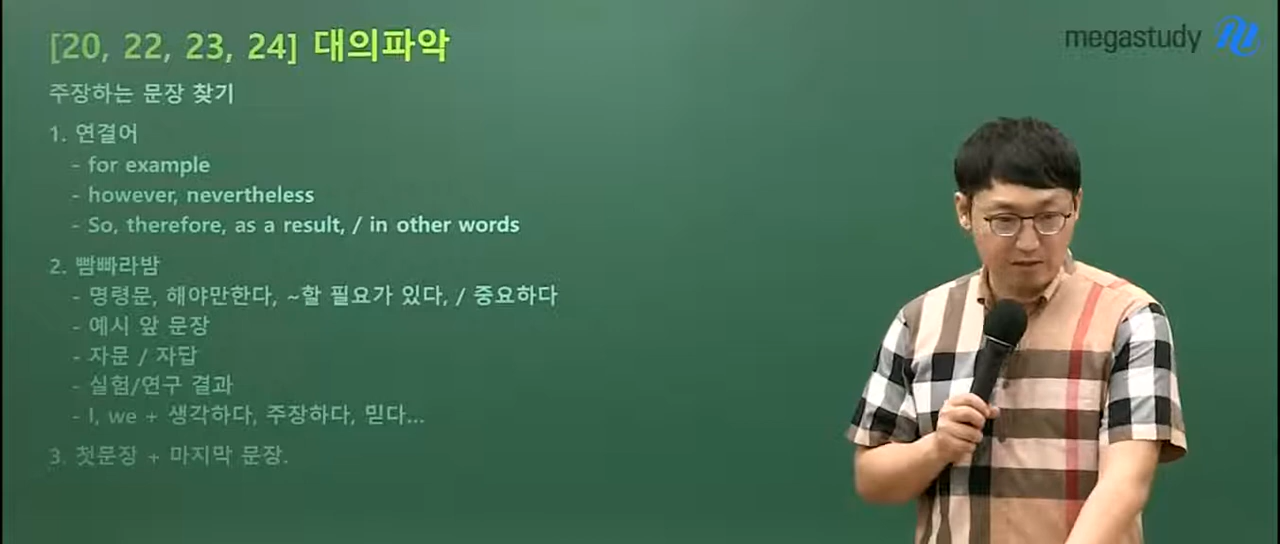 [20, 22, 23, 24] 대의파악
megastudy
주장하는 문장 찾기
1. 연결어
- for example
- however, nevertheless
- So, therefore, as a result, / in other words
2. 빰빠라밤
- 명령문, 해야만한다, ~할 필요가 있다, / 중요하다
- 예시 앞 문장
- 자문 / 자답
- 실험/연구 결과
- I, we + 생각하다, 주장하다, 믿다...
3. 첫문장 + 마지막 문장.